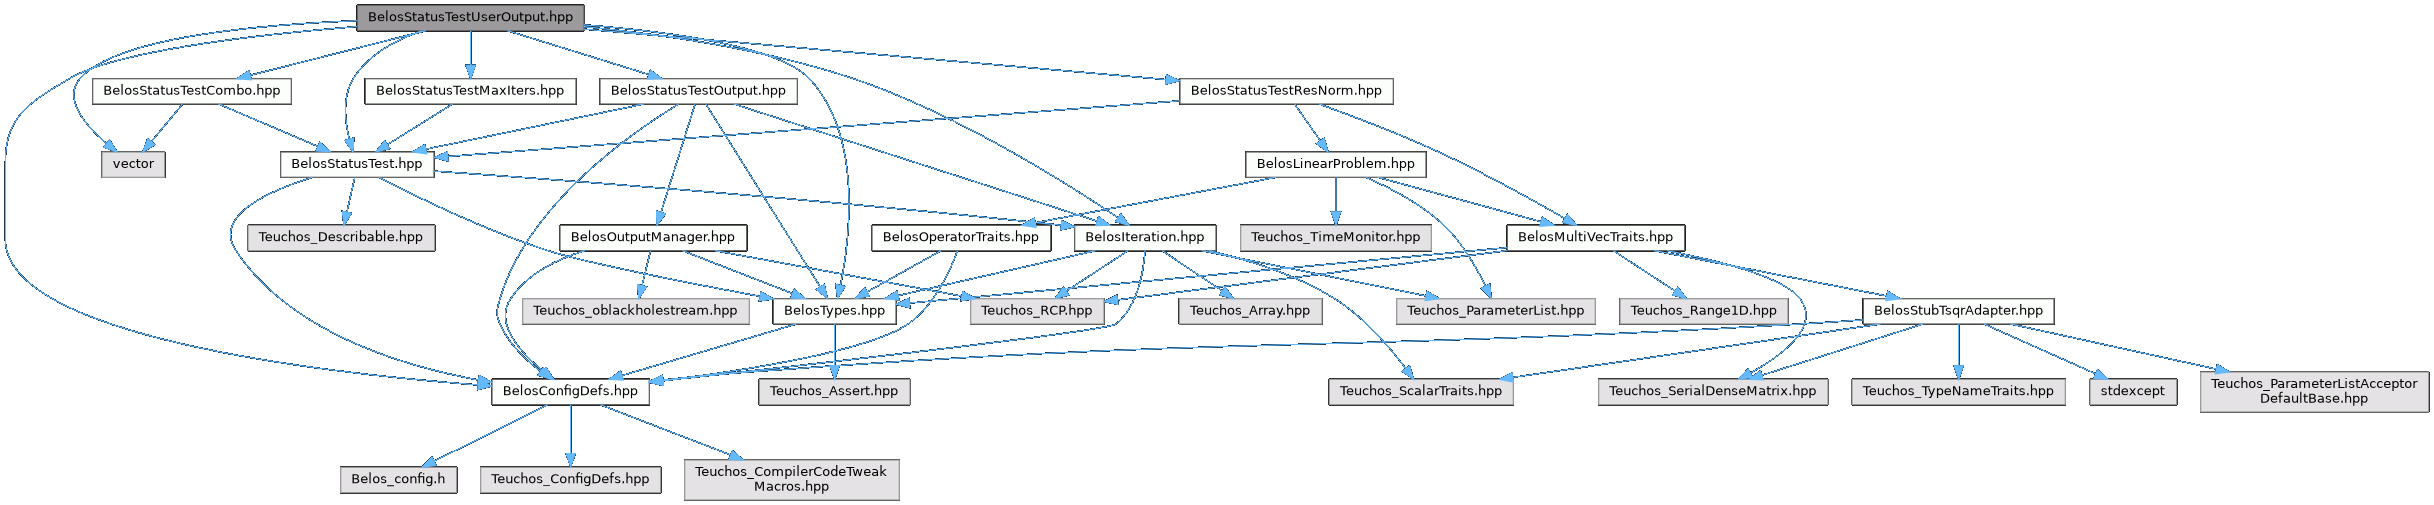 BelosStatusTestUserOutput.hpp
BelosStatusTestCombo.hpp
BelosStatusTestMaxIters.hpp
BelosStatusTestOutput.hpp
BelosStatusTestResNorm.hpp
vector
BelosStatusTest.hpp
BelosLinearProblem.hpp
Teuchos_Describable.hpp
BelosOutputManager.hpp
BelosOperatorTraits.hpp
BelosIteration.hpp
Teuchos_TimeMonitor.hpp
BelosMultiVecTraits.hpp
Teuchos_oblackholestream.hpp
BelosTypes.hpp
Teuchos_RCP.hpp
Teuchos_Array.hpp
Teuchos_ParameterList.hpp
Teuchos_Range1D.hpp
BelosStubTsqrAdapter.hpp
BelosConfigDefs.hpp
Teuchos_Assert.hpp
Teuchos_ScalarTraits.hpp
Teuchos_SerialDenseMatrix.hpp
Teuchos_TypeNameTraits.hpp
stdexcept
Teuchos_ParameterListAcceptor
DefaultBase.hpp
Belos_config.h
Teuchos_ConfigDefs.hpp
Teuchos_CompilerCodeTweak
Macros.hpp